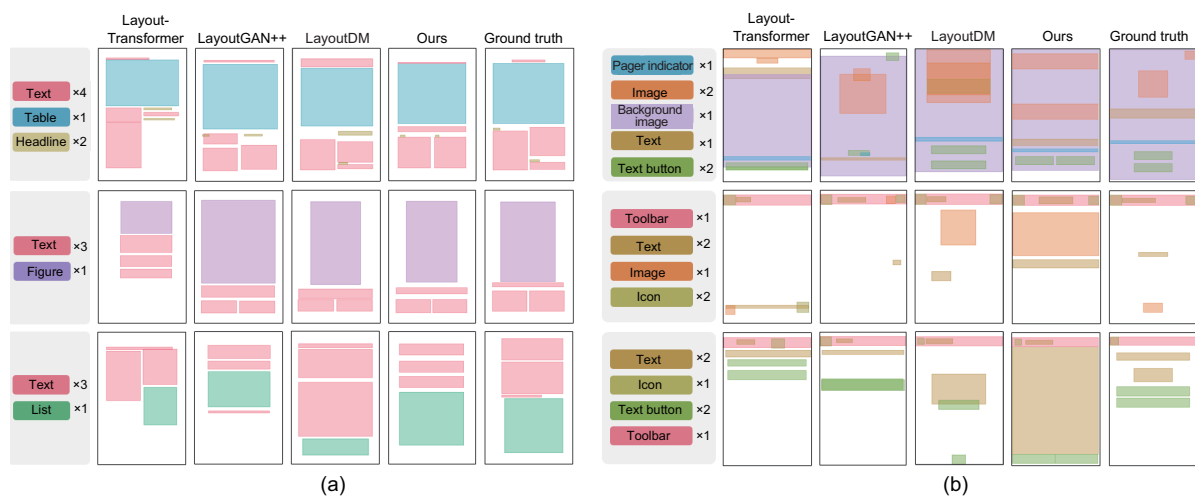 Layout-
Transformer LayoutGAN++ LayoutDM Ours Ground truth
Text ×4
Table ×1
Headline ×2
Text ×3
Figure ×1
Text ×3
List ×1
(a)
Layout-
Transformer LayoutGAN++ LayoutDM Ours Ground truth
Pager indicator ×1
Image ×2
Background
image ×1
Text ×1
Text button ×2
Toolbar ×1
Text ×2
Image ×1
Icon ×2
Text ×2
Icon ×1
Text button ×2
Toolbar ×1
(b)